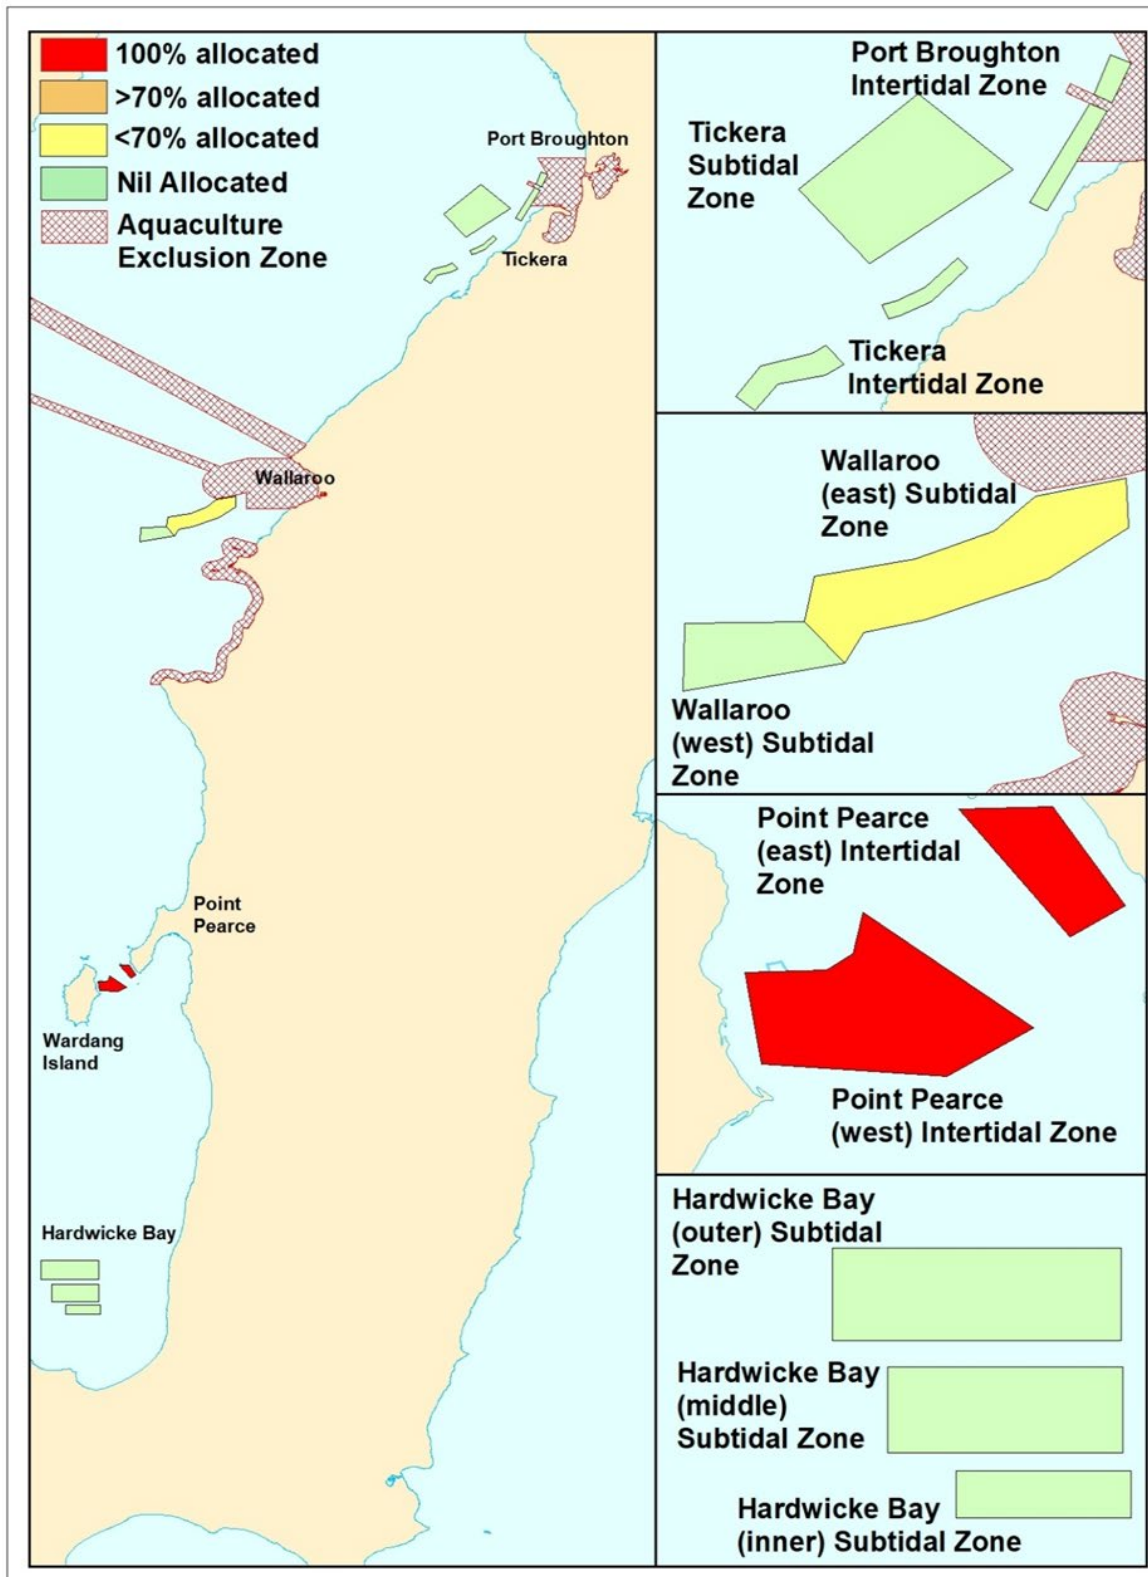 100% allocated
>70% allocated
<70% allocated
Nil Allocated
Aquaculture
Exclusion Zone
Port Broughton
Tickera
Wallaroo
Point
Pearce
Wardang
Island
Hardwicke Bay
Port Broughton
Intertidal Zone
Tickera
Subtidal
Zone
Tickera
Intertidal Zone
Wallaroo
(east) Subtidal
Zone
Wallaroo
(west) Subtidal
Zone
Point Pearce
(east) Intertidal
Zone
Point Pearce
(west) Intertidal Zone
Hardwicke Bay
(outer) Subtidal
Zone
Hardwicke Bay
(middle)
Subtidal Zone
Hardwicke Bay
(inner) Subtidal Zone